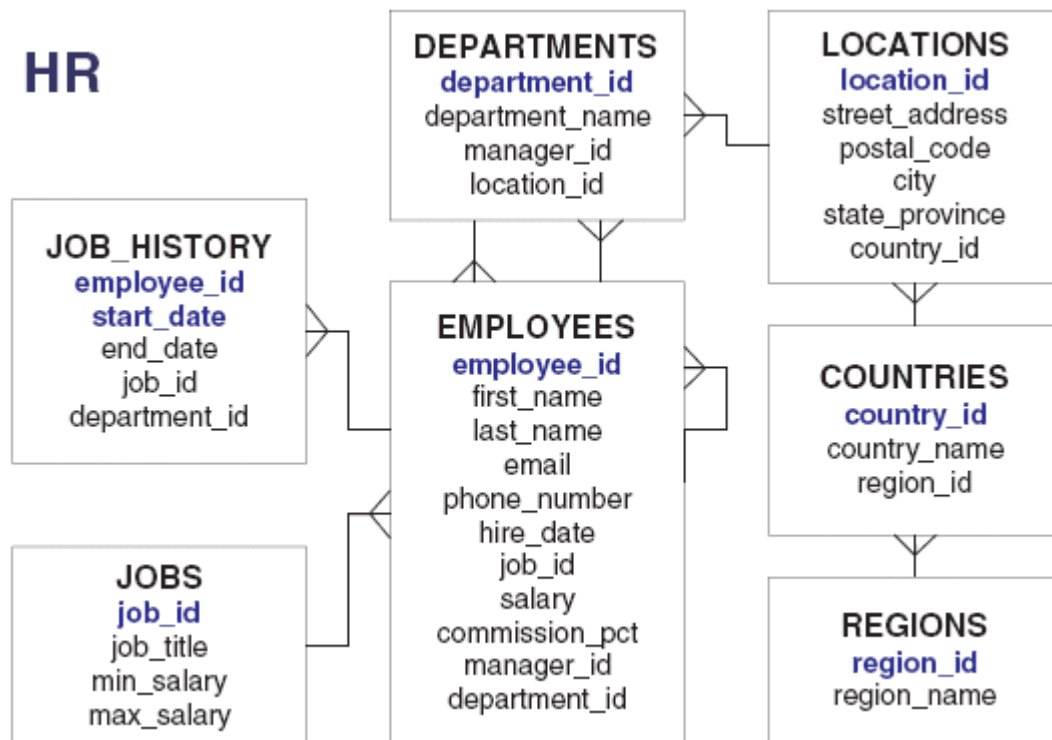 HR
DEPARTMENTS
department_id
department_name
manager_id
location_id
LOCATIONS
location_id
street_address
postal_code
city
state_province
country_id
JOB_HISTORY
employee_id
start_date
end_date
job_id
department_id
EMPLOYEES
employee_id
first_name
last_name
email
phone_number
hire_date
job_id
salary
commission_pct
manager_id
department_id
COUNTRIES
country_id
country_name
region_id
JOBS
job_id
job_title
min_salary
max_salary
REGIONS
region_id
region_name